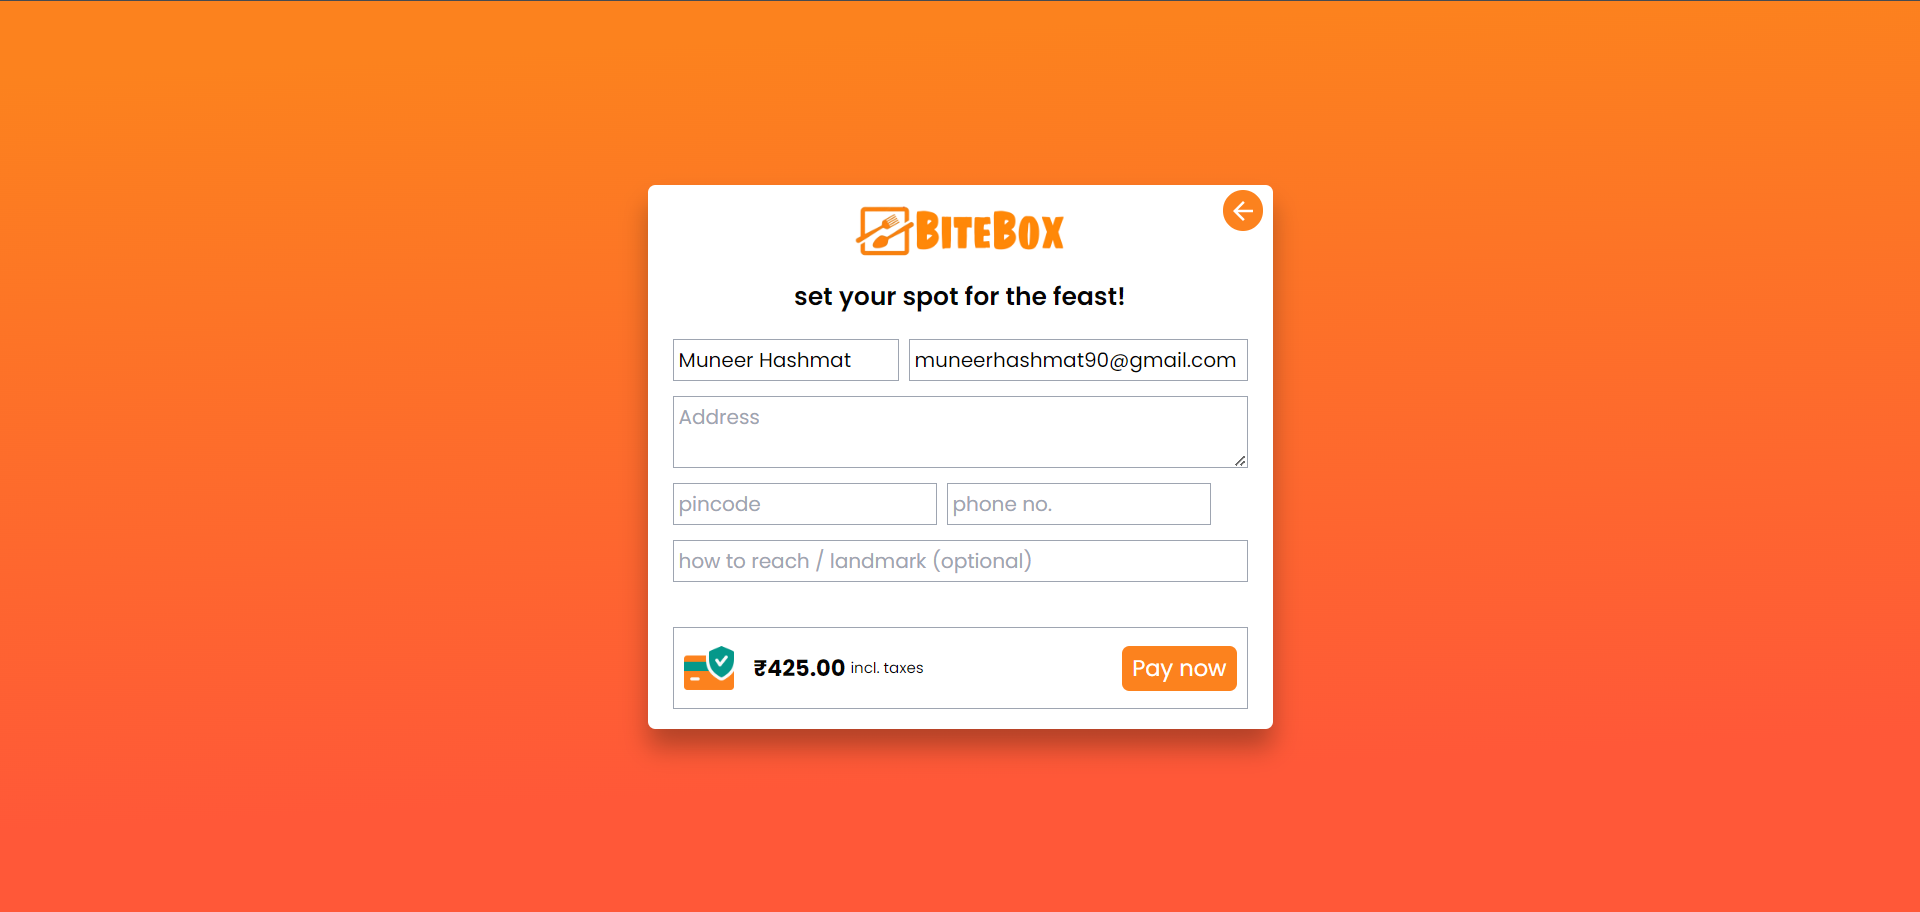 BiteBox
set your spot for the feast!
Muneer Hashmat muneerhashmat90@gmail.com
Address
pincode phone no.
how to reach / landmark (optional)
₹425.00 incl. taxes Pay now